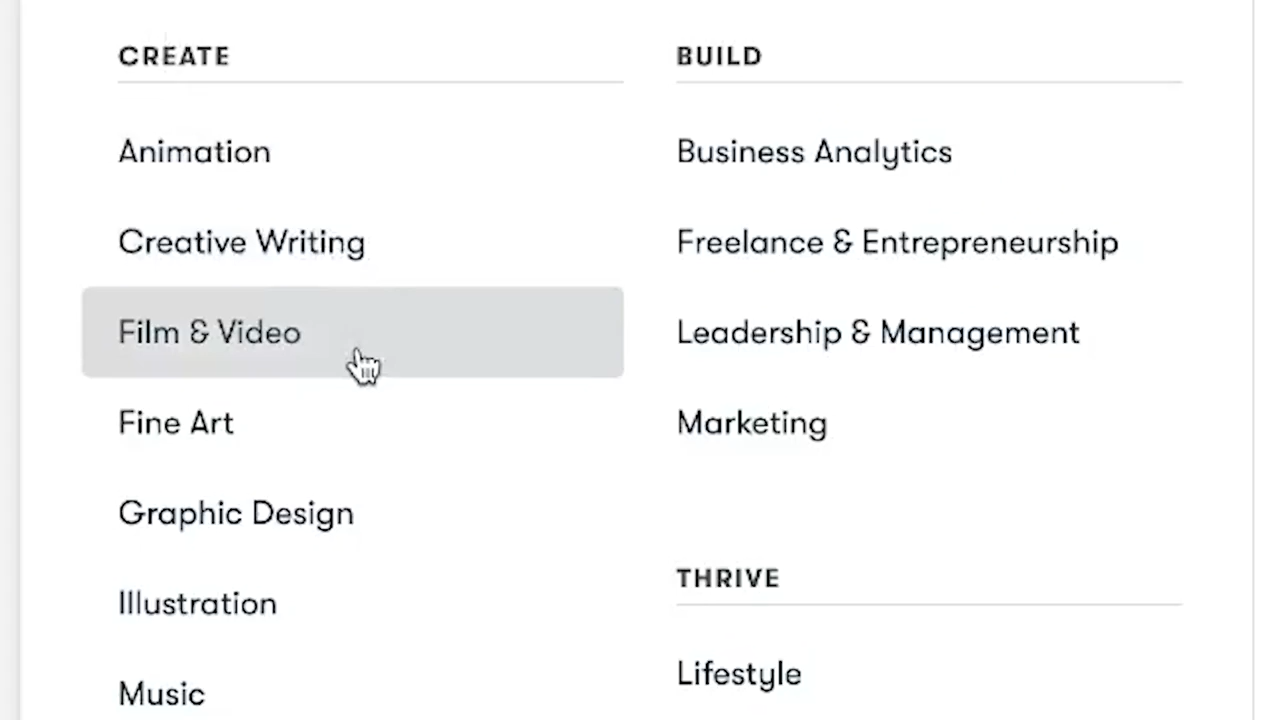 CREATE
Animation
Creative Writing
Film & Video
Fine Art
Graphic Design
Illustration
Music
BUILD
Business Analytics
Freelance & Entrepreneurship
Leadership & Management
Marketing
THRIVE
Lifestyle